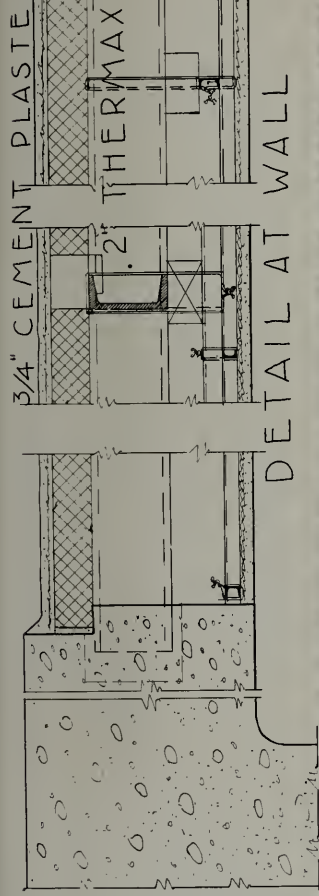 3/4" CEMENT PLASTE
2" THERMAX
DETAIL AT WALL